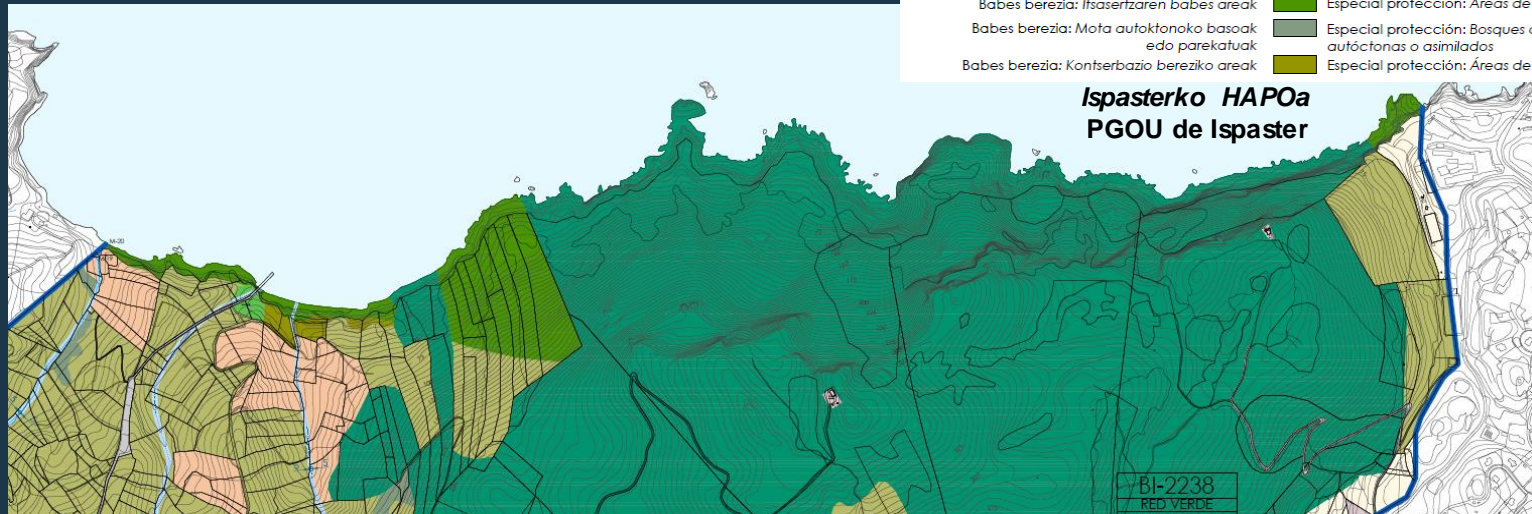 Babes berezia: Itsasertzaren babes areak
Especial protección: Áreas de
Babes berezia: Mota autoktonoko basoak
edo parekatuak
Especial protección: Bosques
autóctonas o asimilados
Babes berezia: Kontserbazio bereziko areak
Especial protección: Áreas de
Ispasterko HAPOa
PGOU de Ispaster
M-20
BI-2238
RED VERDE